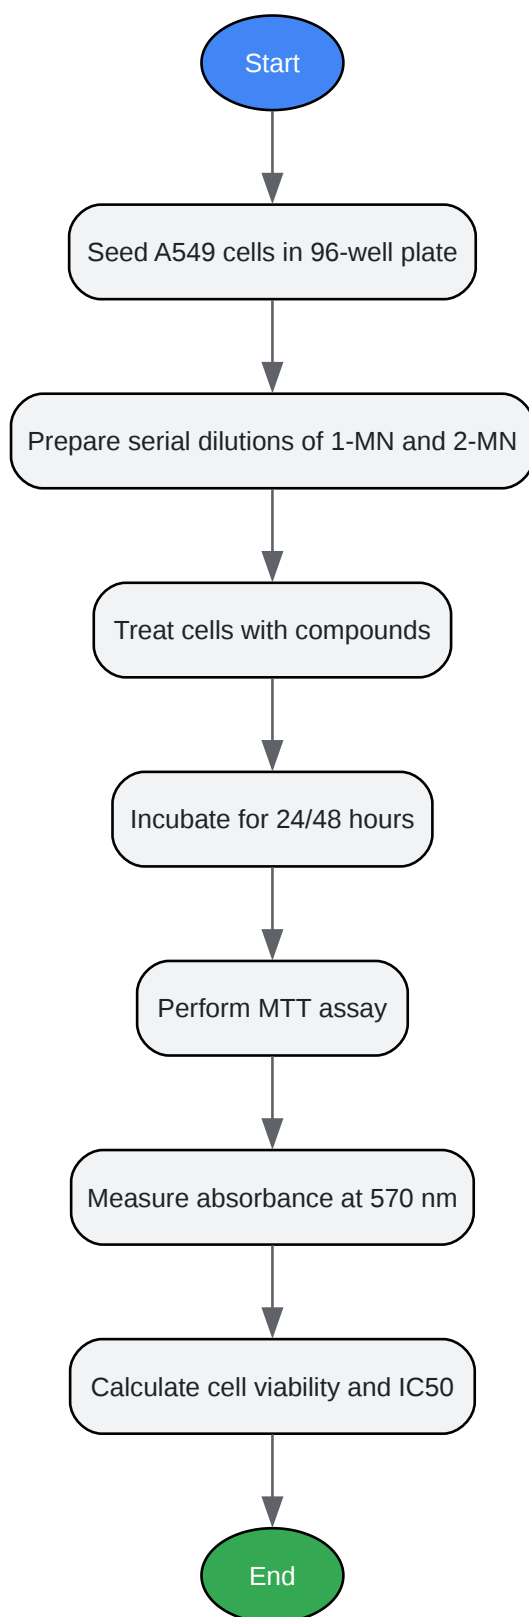 Start
Seed A549 cells in 96-well plate
Prepare serial dilutions of 1-MN and 2-MN
Treat cells with compounds
Incubate for 24/48 hours
Perform MTT assay
Measure absorbance at 570 nm
Calculate cell viability and IC50
End